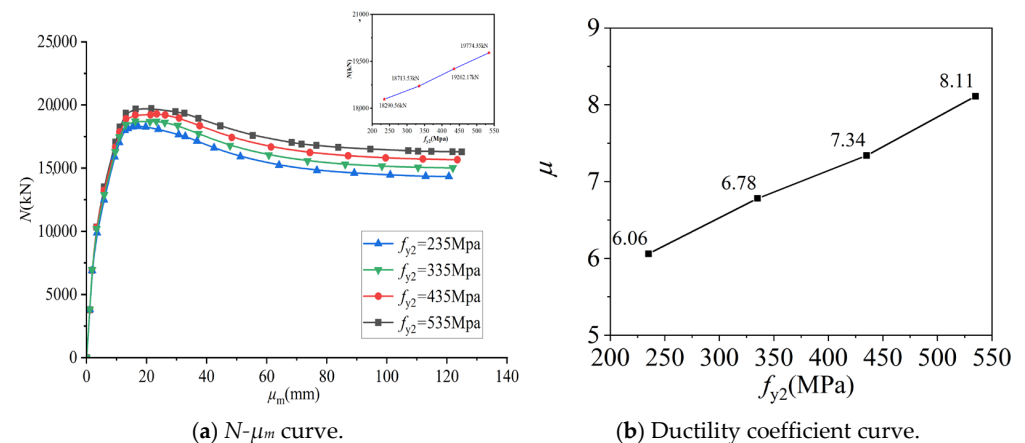 25000
20000
15000
10000
5000
0
N(kN)
0 20 40 60 80 100 120 140
μm(mm)
21000
19500
18000
N(kN)
19774.35kN
18713.53kN
19262.17kN
18290.56kN
200 250 300 350 400 450 500 550
fy2(Mpa)
fy2=235Mpa
fy2=335Mpa
fy2=435Mpa
fy2=535Mpa
(a) N-μm curve.
9
8
7
6
5
μ
8.11
7.34
6.78
6.06
200 250 300 350 400 450 500 550
fy2(MPa)
(b) Ductility coefficient curve.